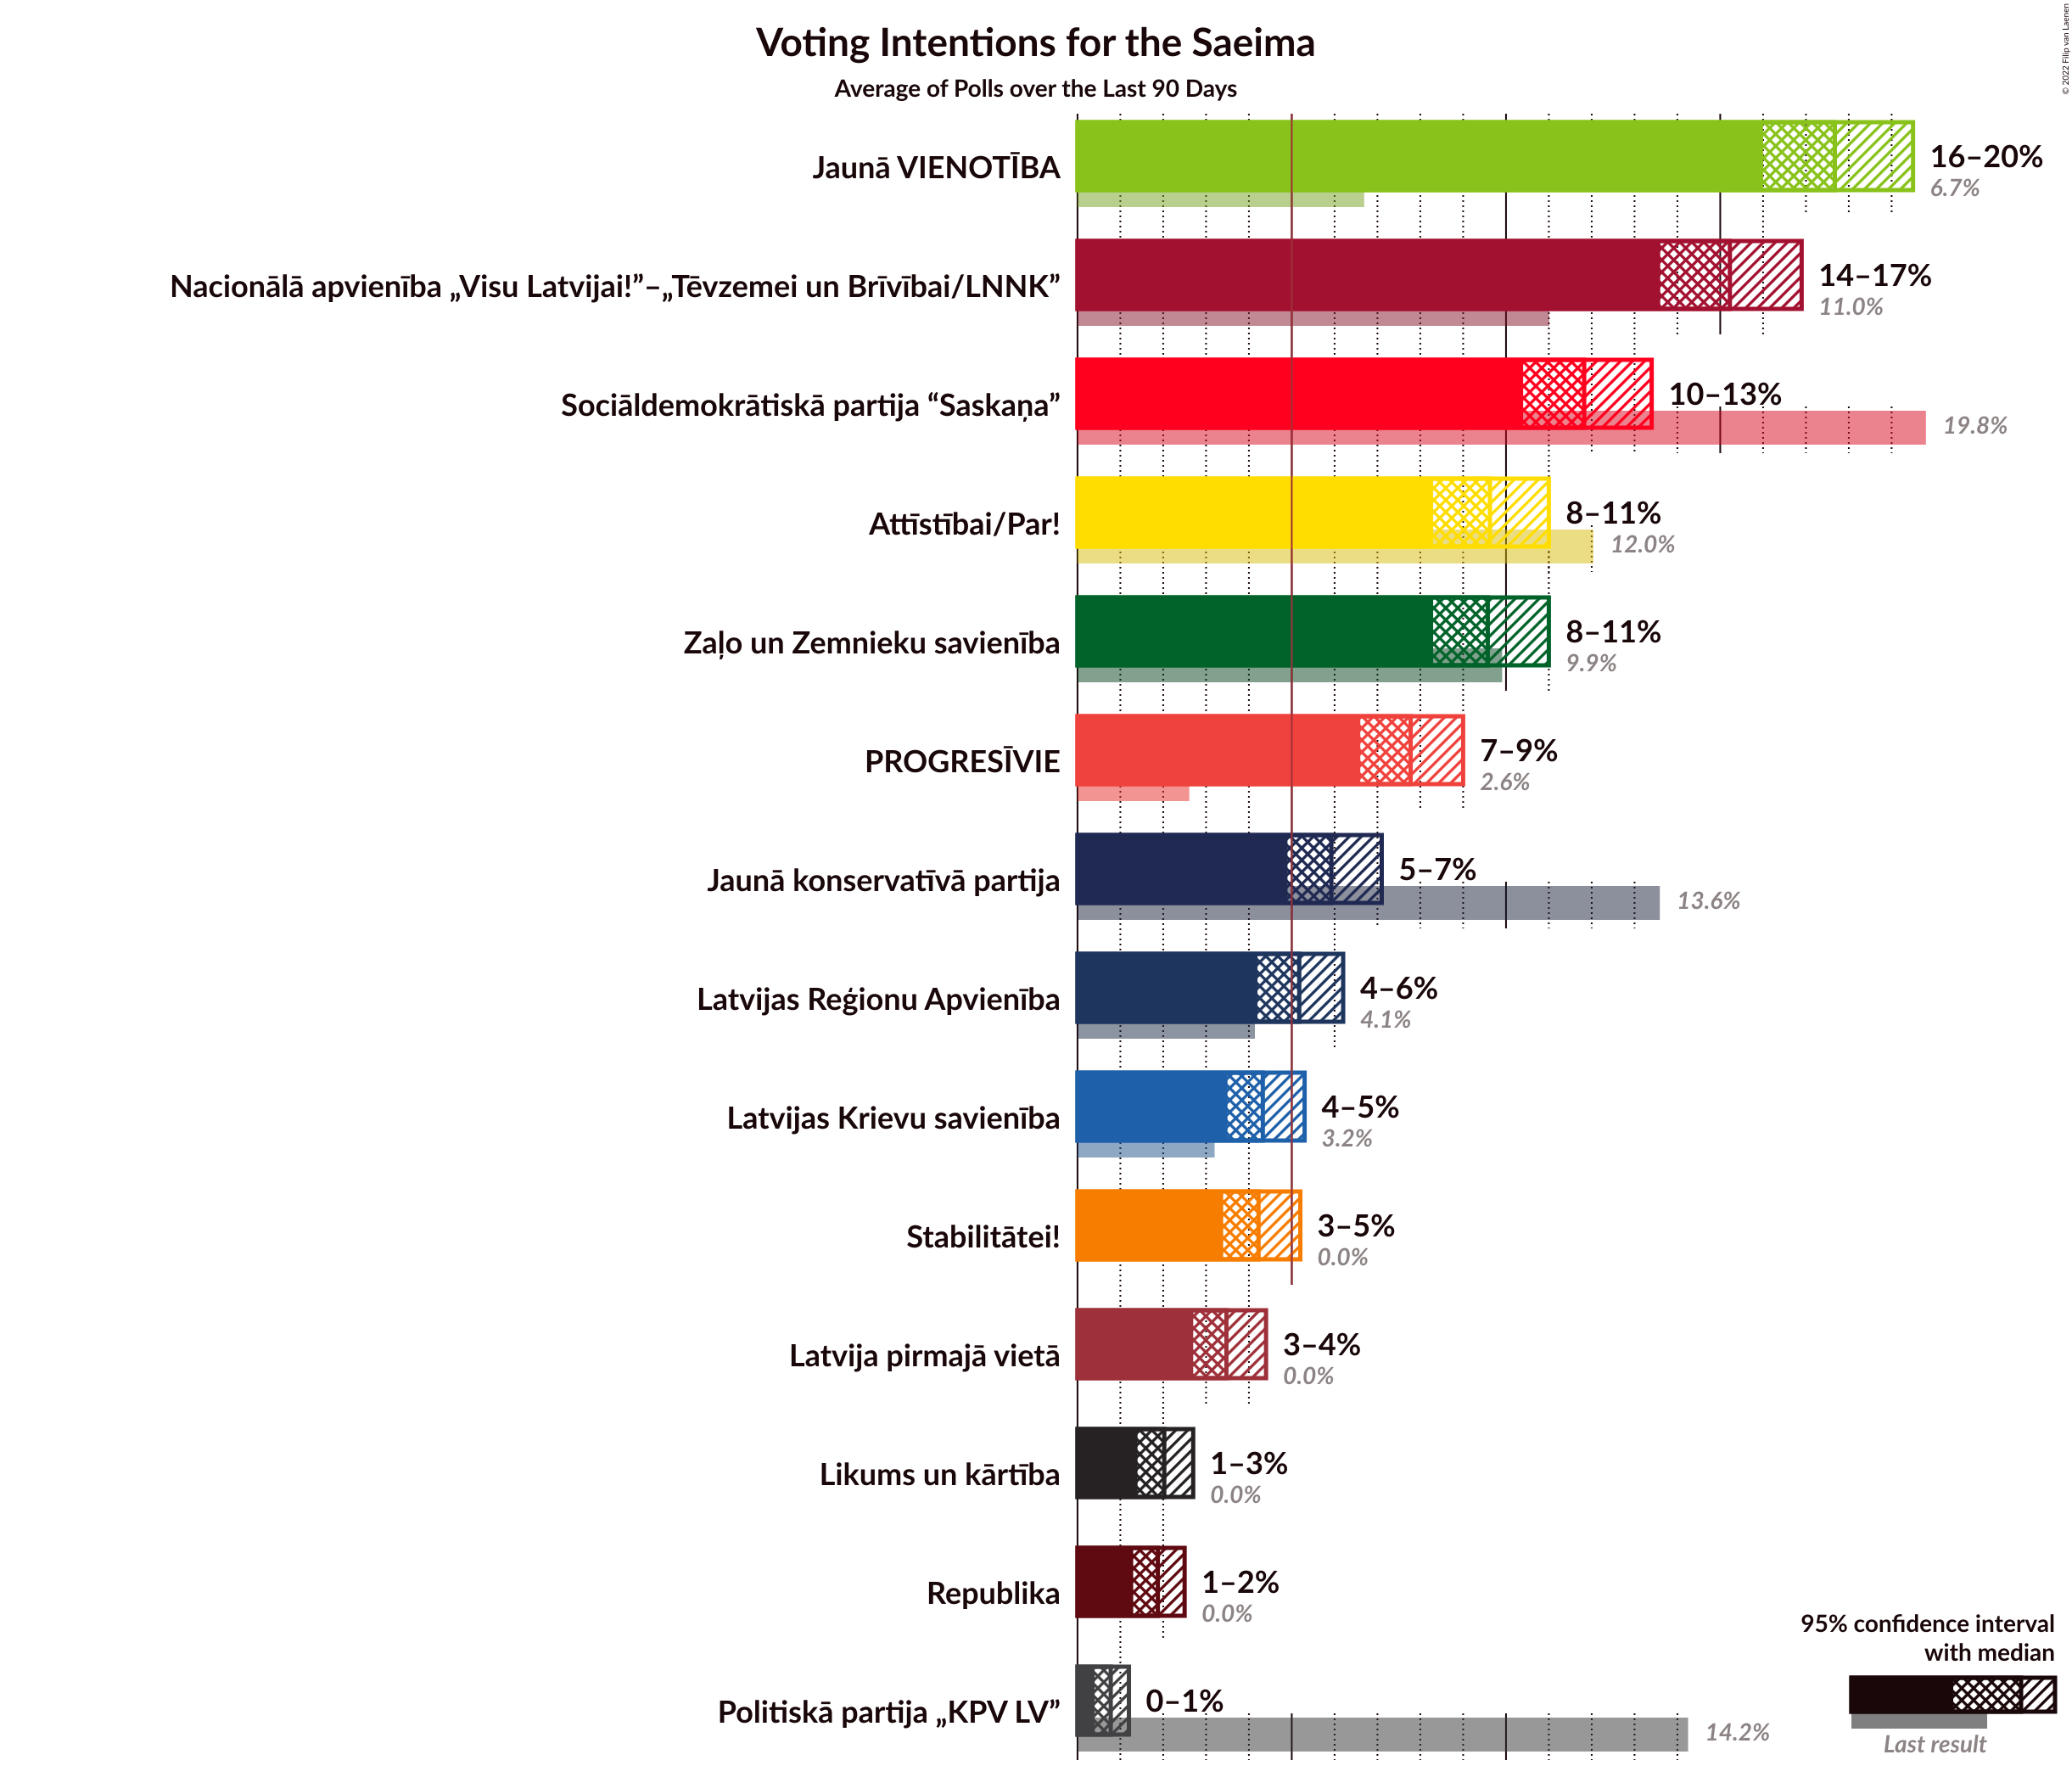 Voting Intentions for the Saeima
Average of Polls over the Last 90 Days
© 2022 Filip van Laenen
Jaunā VIENOTĪBA
16–20%
6.7%
Nacionālā apvienība „Visu Latvijai!”–„Tēvzemei un Brīvībai/LNNK”
14–17%
11.0%
Sociāldemokrātiskā partija “Saskaņa”
10–13%
19.8%
Attīstībai/Par!
8–11%
12.0%
Zaļo un Zemnieku savienība
8–11%
9.9%
PROGRESĪVIE
7–9%
2.6%
Jaunā konservatīvā partija
5–7%
13.6%
Latvijas Reģionu Apvienība
4–6%
4.1%
Latvijas Krievu savienība
4–5%
3.2%
Stabilitātei!
3–5%
0.0%
Latvija pirmajā vietā
3–4%
0.0%
Likums un kārtība
1–3%
0.0%
Republika
1–2%
0.0%
Politiskā partija „KPV LV”
0–1%
14.2%
95% confidence interval
with median
Last result